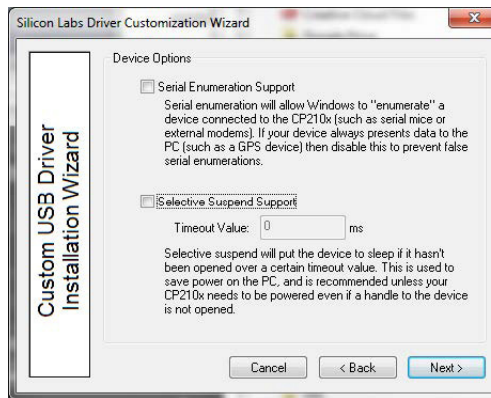 Silicon Labs Driver Customization Wizard
Custom USB Driver
Installation Wizard
Device Options
Serial Enumeration Support
Serial enumeration will allow Windows to "enumerate" a
device connected to the CP210x (such as serial mice or
external modems). If your device always presents data to the
PC (such as a GPS device) then disable this to prevent false
serial enumerations.
Selective Suspend Support
Timeout Value: 0 ms
Selective suspend will put the device to sleep if it hasn't
been opened over a certain timeout value. This is used to
save power on the PC, and is recommended unless your
CP210x needs to be powered even if a handle to the device
is not opened.
Cancel < Back Next >